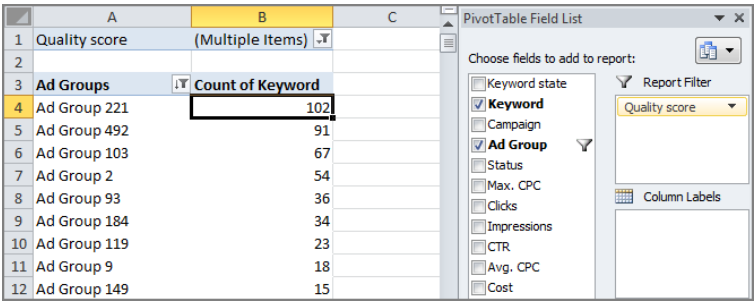 A B C
1 Quality score (Multiple Items)
2
3 Ad Groups Count of Keyword
4 Ad Group 221 102
5 Ad Group 492 91
6 Ad Group 103 67
7 Ad Group 2 54
8 Ad Group 93 36
9 Ad Group 184 34
10 Ad Group 119 23
11 Ad Group 9 18
12 Ad Group 149 15
PivotTable Field List
Choose fields to add to report:
Keyword state
Keyword
Campaign
Ad Group
Status
Max. CPC
Clicks
Impressions
CTR
Avg. CPC
Cost
Report Filter
Quality score
Column Labels